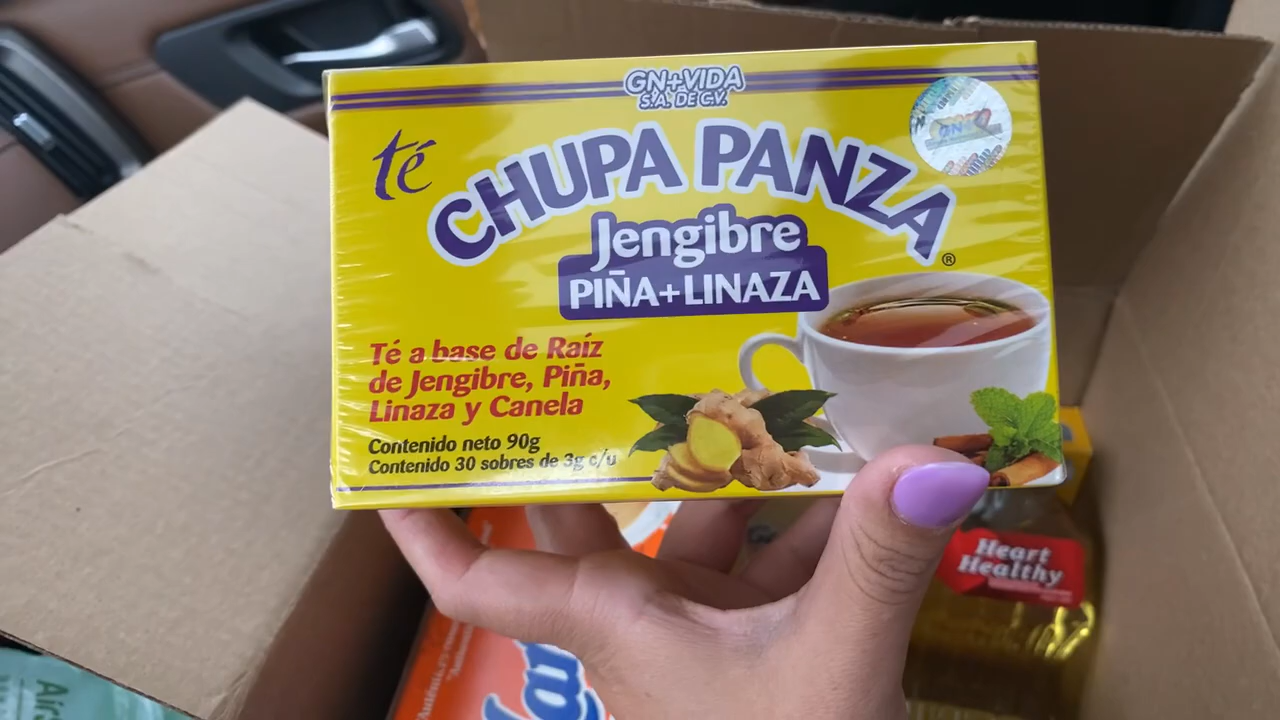 GN+VIDA
S.A. DE C.V.
té
CHUPA PANZA
®
Jengibre
PIÑA+LINAZA
Té a base de Raíz
de Jengibre, Piña,
Linaza y Canela
Contenido neto 90g
Contenido 30 sobres de 3g c/u
Heart
Healthy